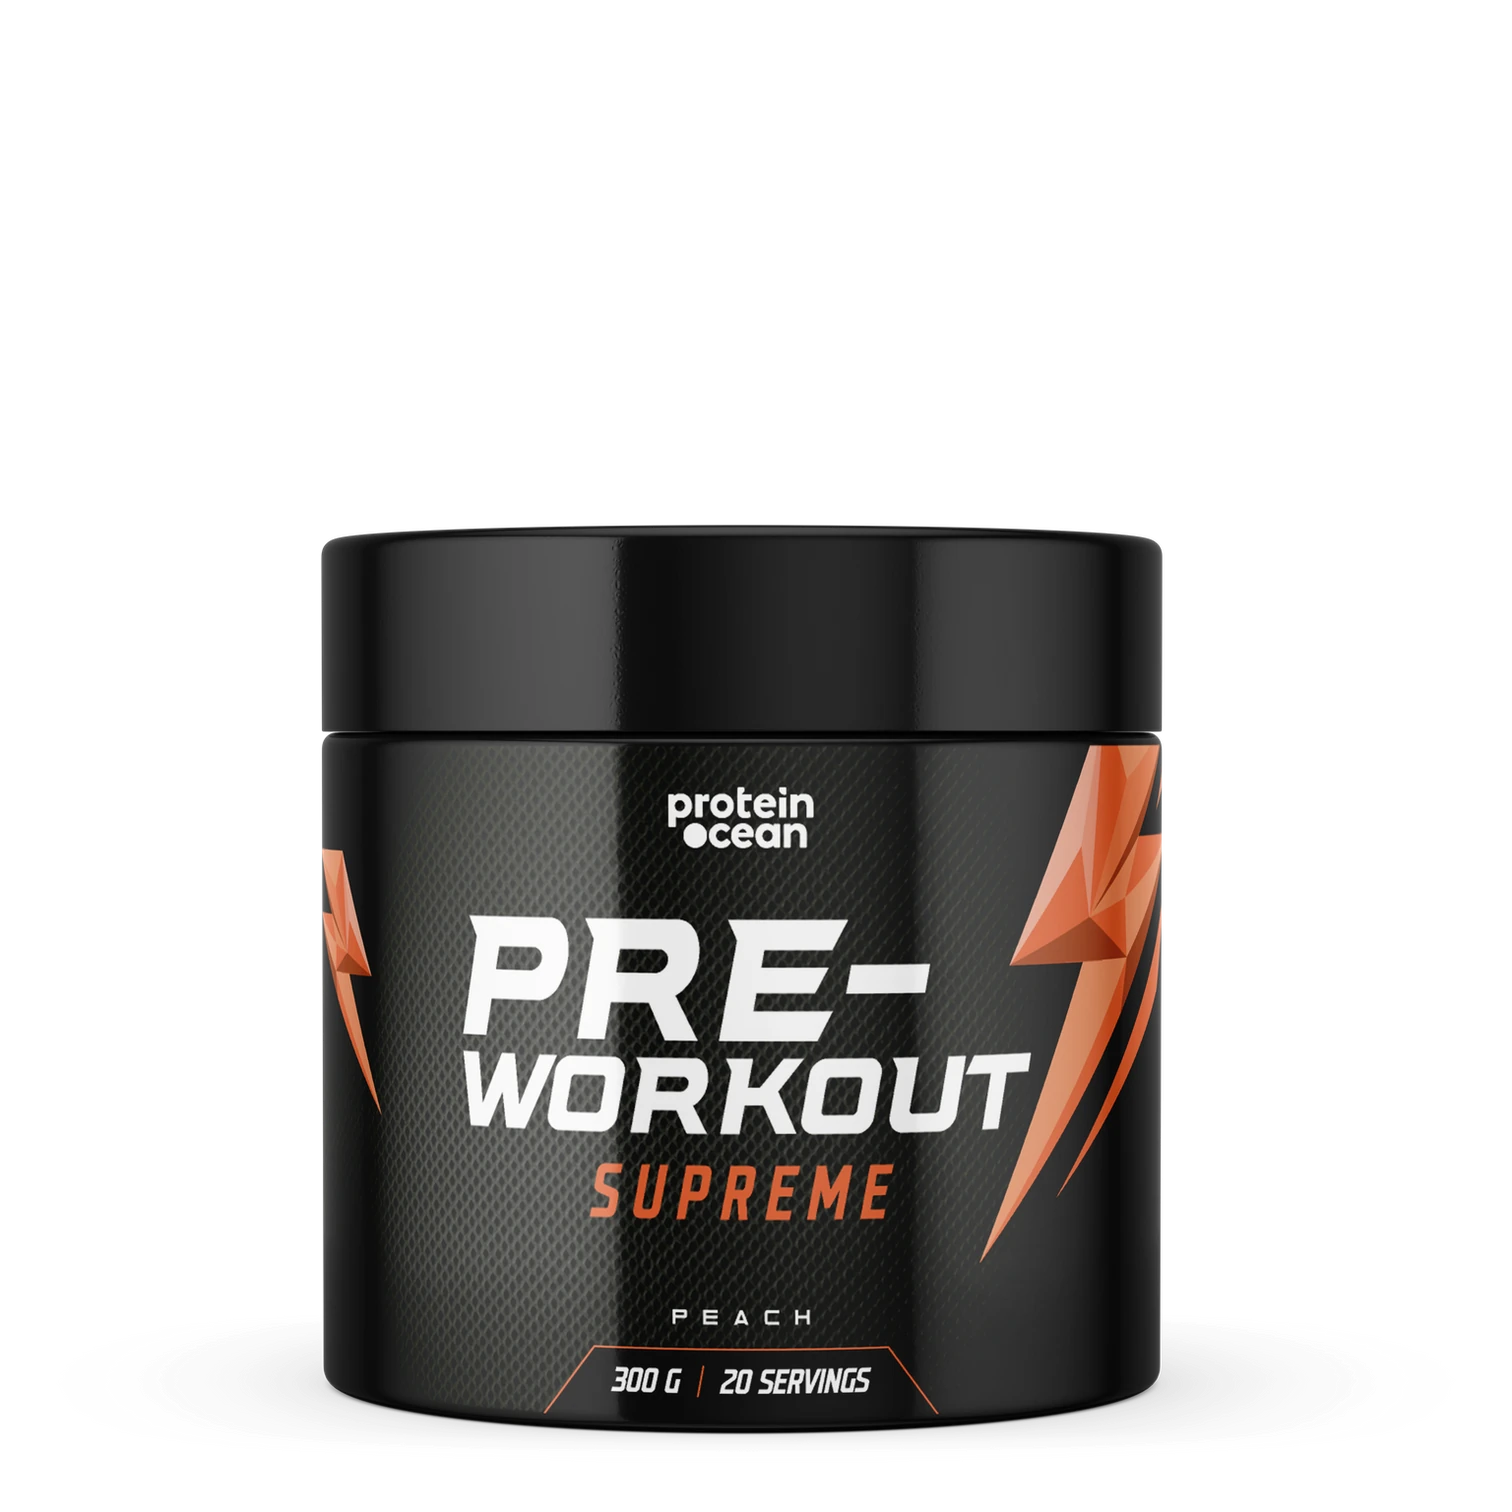 protein
ocean
PRE-
WORKOUT
SUPREME
PEACH
300 G | 20 SERVINGS